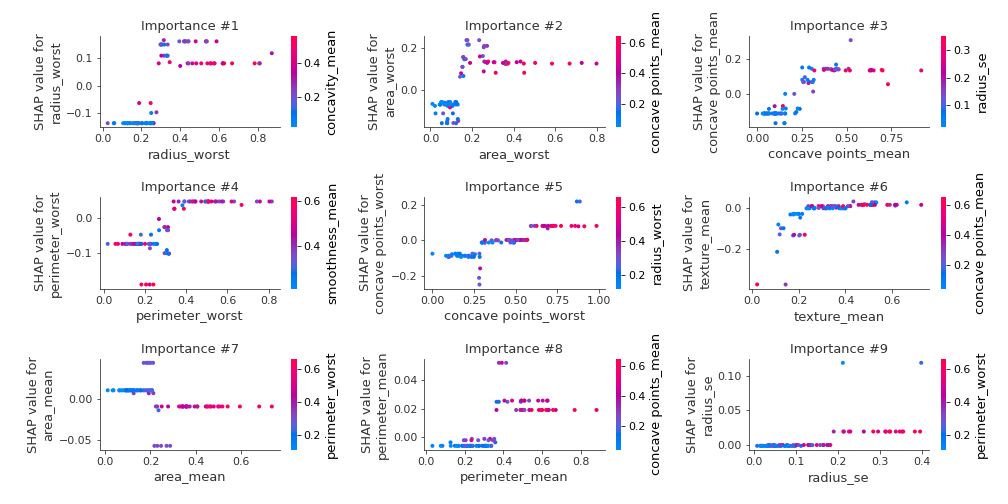 Importance #1
SHAP value for
radius_worst
0.1
0.0
−0.1
0.0
0.2
0.4
0.6
0.8
radius_worst
0.4
0.2
concavity_mean
Importance #2
SHAP value for
area_worst
0.2
0.0
0.0
0.2
0.4
0.6
0.8
area_worst
0.6
0.4
0.2
concave points_mean
Importance #3
SHAP value for
concave points_mean
0.2
0.0
0.00
0.25
0.50
0.75
concave points_mean
0.3
0.2
0.1
radius_se
Importance #4
SHAP value for
perimeter_worst
0.0
−0.1
0.0
0.2
0.4
0.6
0.8
perimeter_worst
0.6
0.4
smoothness_mean
Importance #5
SHAP value for
concave points_worst
0.2
0.0
−0.2
0.00
0.25
0.50
0.75
1.00
concave points_worst
0.6
0.4
0.2
radius_worst
Importance #6
SHAP value for
texture_mean
0.0
−0.2
0.0
0.2
0.4
0.6
texture_mean
0.6
0.4
0.2
concave points_mean
Importance #7
SHAP value for
area_mean
0.00
−0.05
0.0
0.2
0.4
0.6
area_mean
0.6
0.4
0.2
perimeter_worst
Importance #8
SHAP value for
perimeter_mean
0.04
0.02
0.00
0.0
0.2
0.4
0.6
0.8
perimeter_mean
0.6
0.4
0.2
concave points_mean
Importance #9
SHAP value for
radius_se
0.10
0.05
0.00
0.0
0.1
0.2
0.3
0.4
radius_se
0.6
0.4
0.2
perimeter_worst